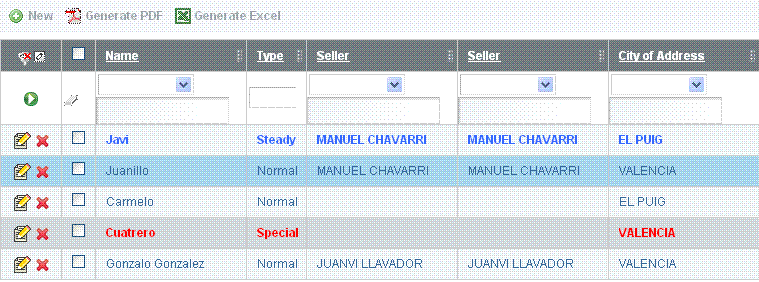 New Generate PDF Generate Excel
Name Type Seller Seller City of Address
Javi Steady MANUEL CHAVARRI MANUEL CHAVARRI EL PUIG
Juanillo Normal MANUEL CHAVARRI MANUEL CHAVARRI VALENCIA
Carmelo Normal EL PUIG
Cuatrero Special VALENCIA
Gonzalo Gonzalez Normal JUANVI LLAVADOR JUANVI LLAVADOR VALENCIA